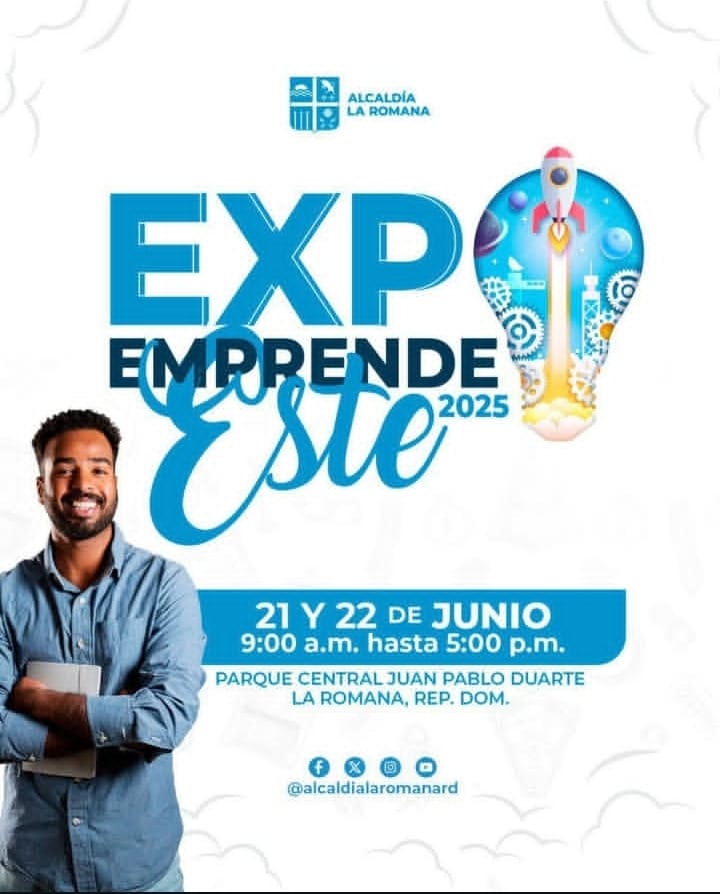 ALCALDÍA
LA ROMANA
EXP
EMPRENDE
Este
2025
21 Y 22 DE JUNIO
9:00 a.m. hasta 5:00 p.m.
PARQUE CENTRAL JUAN PABLO DUARTE
LA ROMANA, REP. DOM.
@alcaldialaromanard